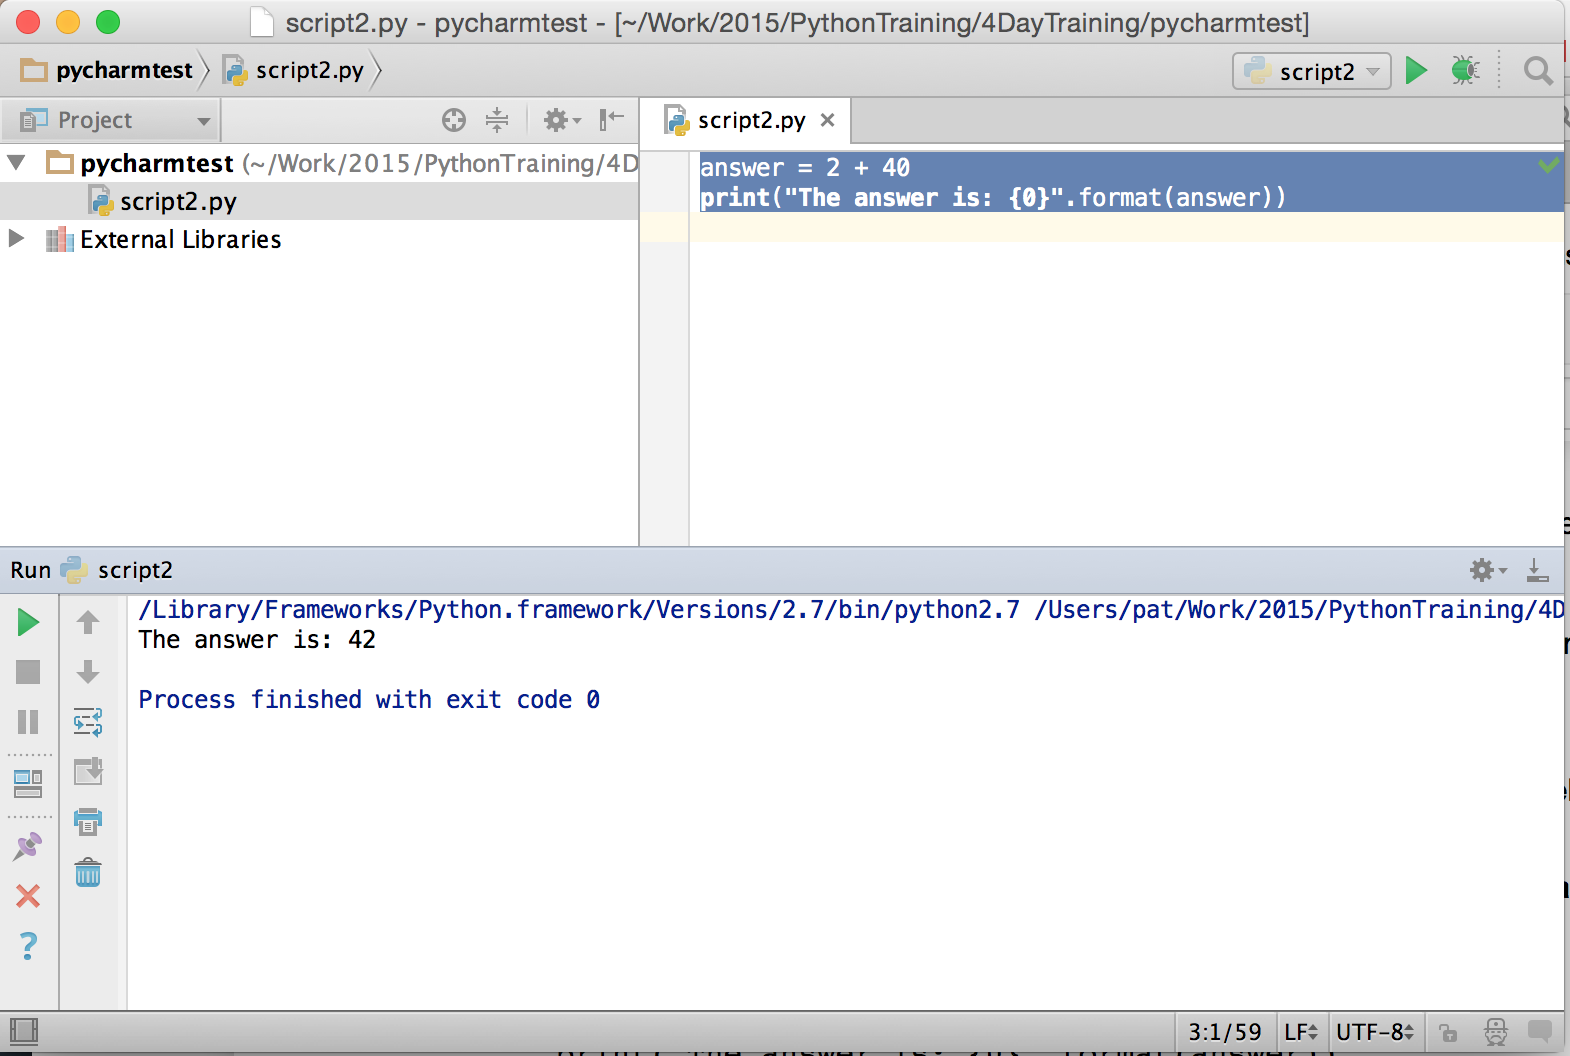 script2.py - pycharmtest - [~/Work/2015/PythonTraining/4DayTraining/pycharmtest]
pycharmtest script2.py script2
Project script2.py
pycharmtest (~/Work/2015/PythonTraining/4D
script2.py
External Libraries
answer = 2 + 40
print("The answer is: {0}".format(answer))
Run script2
/Library/Frameworks/Python.framework/Versions/2.7/bin/python2.7 /Users/pat/Work/2015/PythonTraining/4D
The answer is: 42
Process finished with exit code 0
3:1/59 LF UTF-8